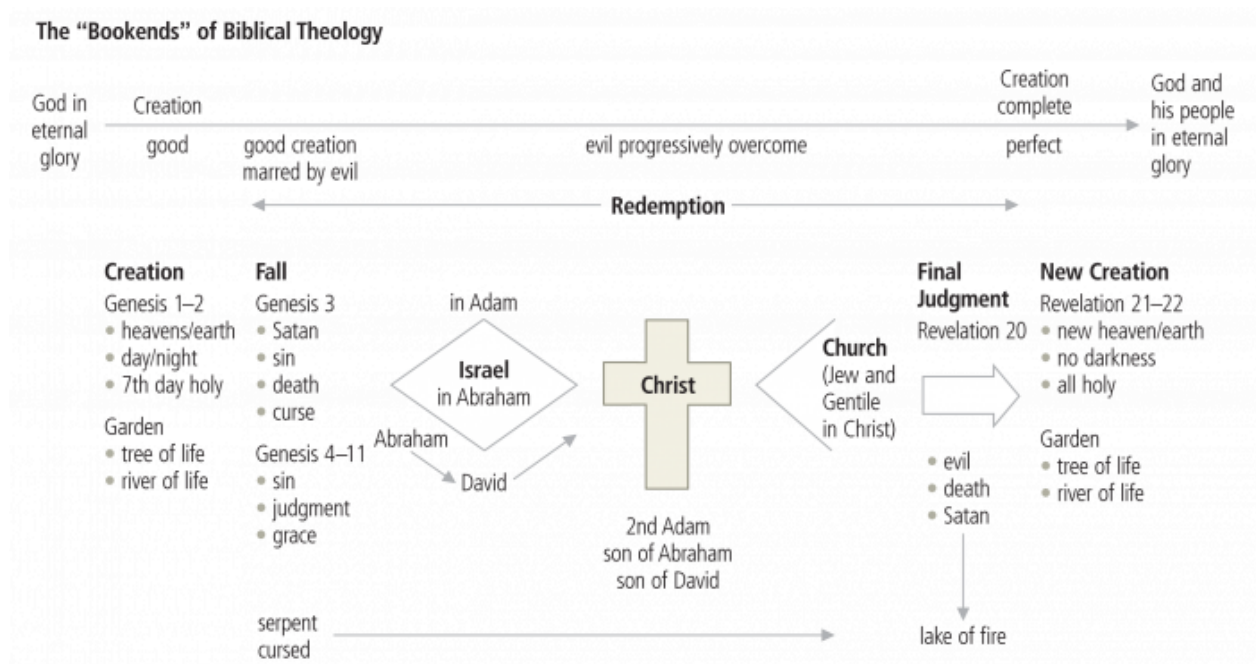 The “Bookends” of Biblical Theology
God in
eternal
glory
Creation
good
good creation
marred by evil
evil progressively overcome
Creation
complete
perfect
God and
his people
in eternal
glory
Redemption
Creation
Genesis 1–2
• heavens/earth
• day/night
• 7th day holy
Garden
• tree of life
• river of life
Fall
Genesis 3
• Satan
• sin
• death
• curse
Genesis 4–11
• sin
• judgment
• grace
in Adam
Israel
in Abraham
Abraham
David
Christ
2nd Adam
son of Abraham
son of David
Church
(Jew and
Gentile
in Christ)
Final
Judgment
Revelation 20
• evil
• death
• Satan
New Creation
Revelation 21–22
• new heaven/earth
• no darkness
• all holy
Garden
• tree of life
• river of life
serpent
cursed
lake of fire